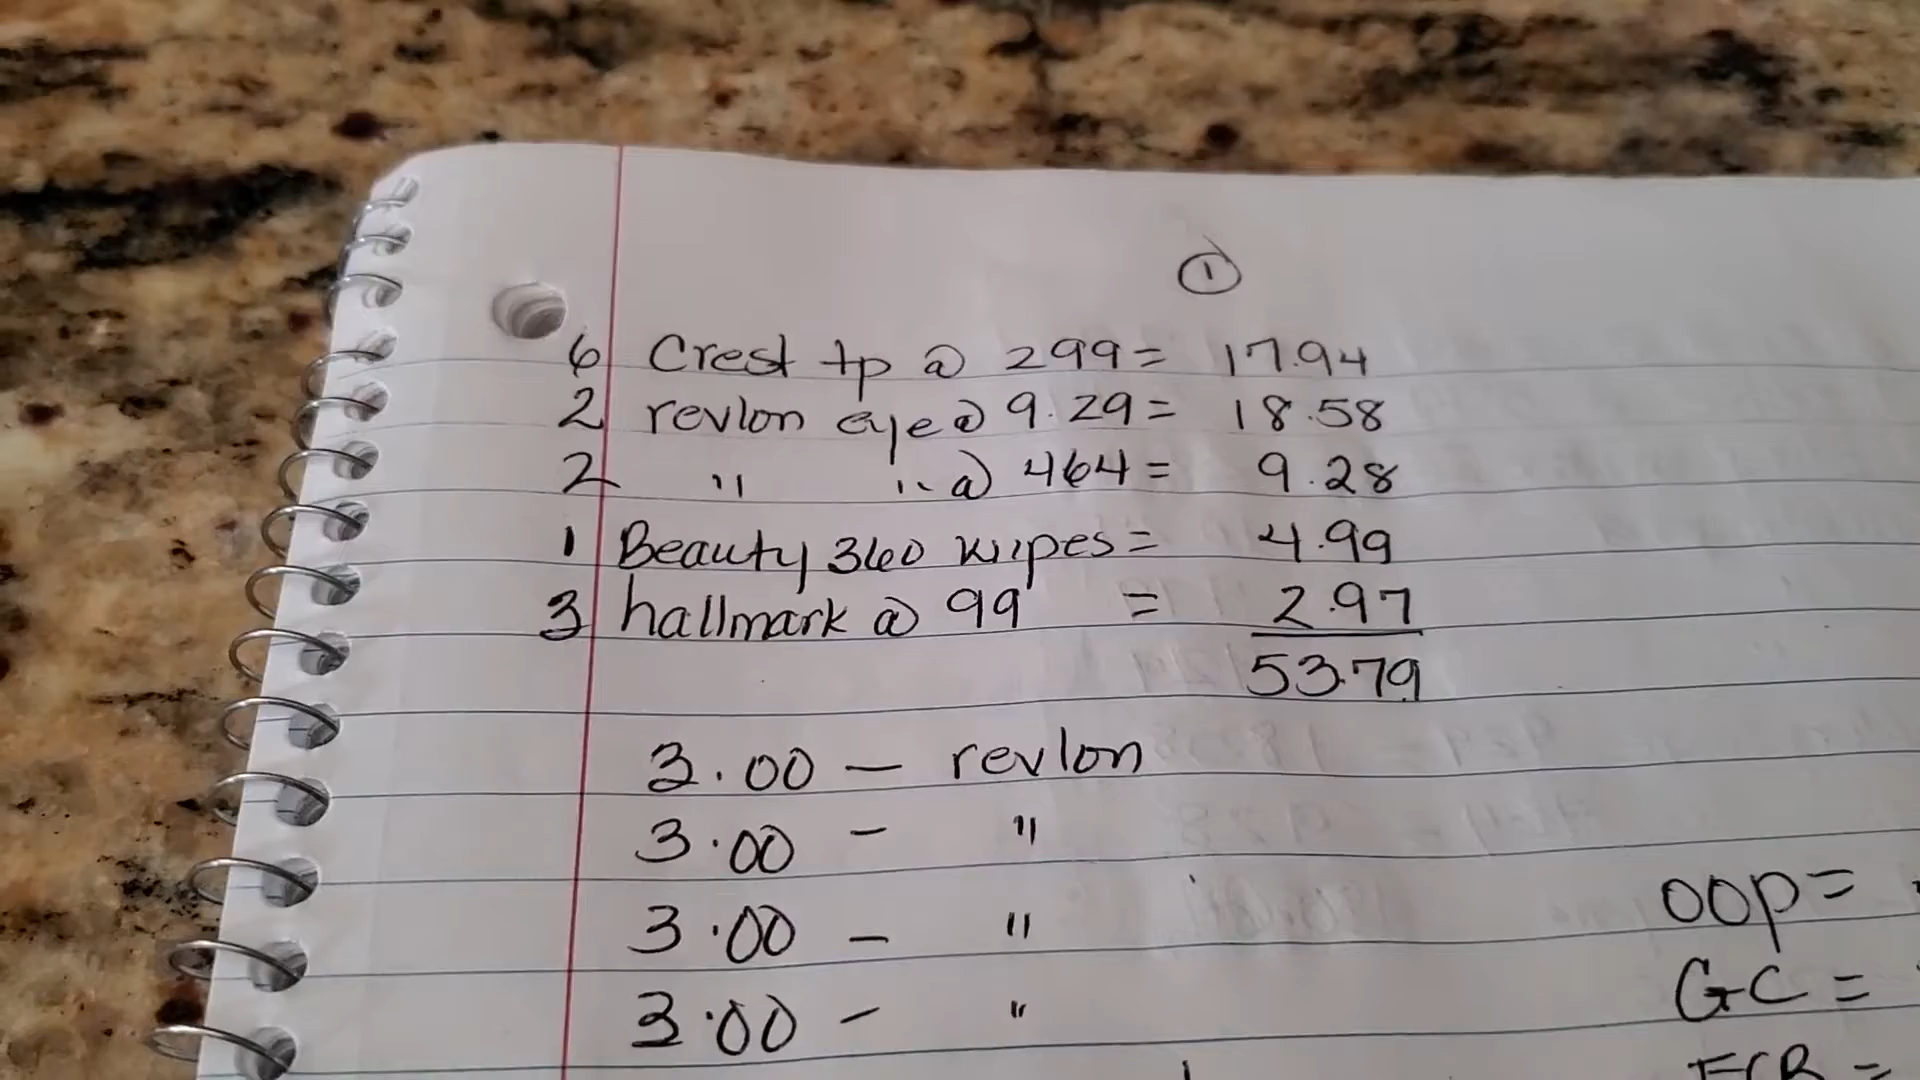 ①
6 Crest tp @ 299 = 17.94
2 revlon eye @ 9.29 = 18.58
2 " " @ 464 = 9.28
1 Beauty 360 wipes = 4.99
3 hallmark @ 99 = 2.97
53.79
3.00 — revlon
3.00 - "
3.00 - "
3.00 - "
OOP =
GC =
ECB =